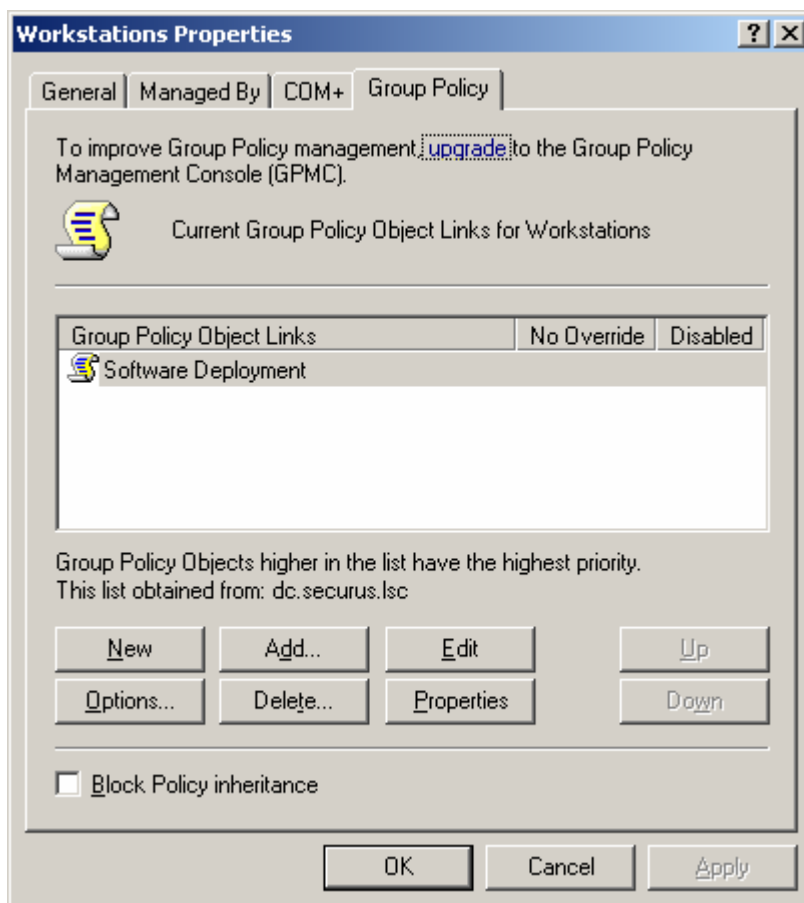 Workstations Properties
General Managed By COM+ Group Policy
To improve Group Policy management, upgrade to the Group Policy
Management Console (GPMC).
Current Group Policy Object Links for Workstations
Group Policy Object Links No Override Disabled
Software Deployment
Group Policy Objects higher in the list have the highest priority.
This list obtained from: dc.securus.lsc
New Add... Edit Up
Options... Delete... Properties Down
Block Policy inheritance
OK Cancel Apply